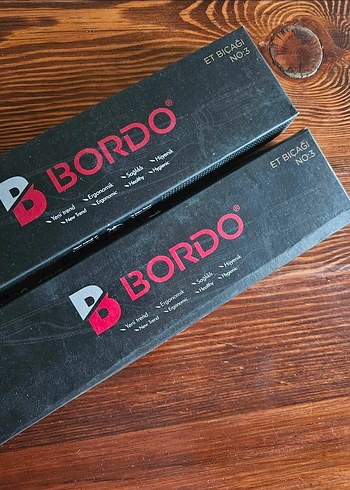 ET BIÇAĞI
NO:3
BORDO®
Yeni trend Ergonomik Sağlıklı Hijyenik
New Trend Ergonomic Healthy Hygienic
ET BIÇAĞI
NO:3
BORDO®
Yeni trend Ergonomik Sağlıklı Hijyenik
New Trend Ergonomic Healthy Hygienic